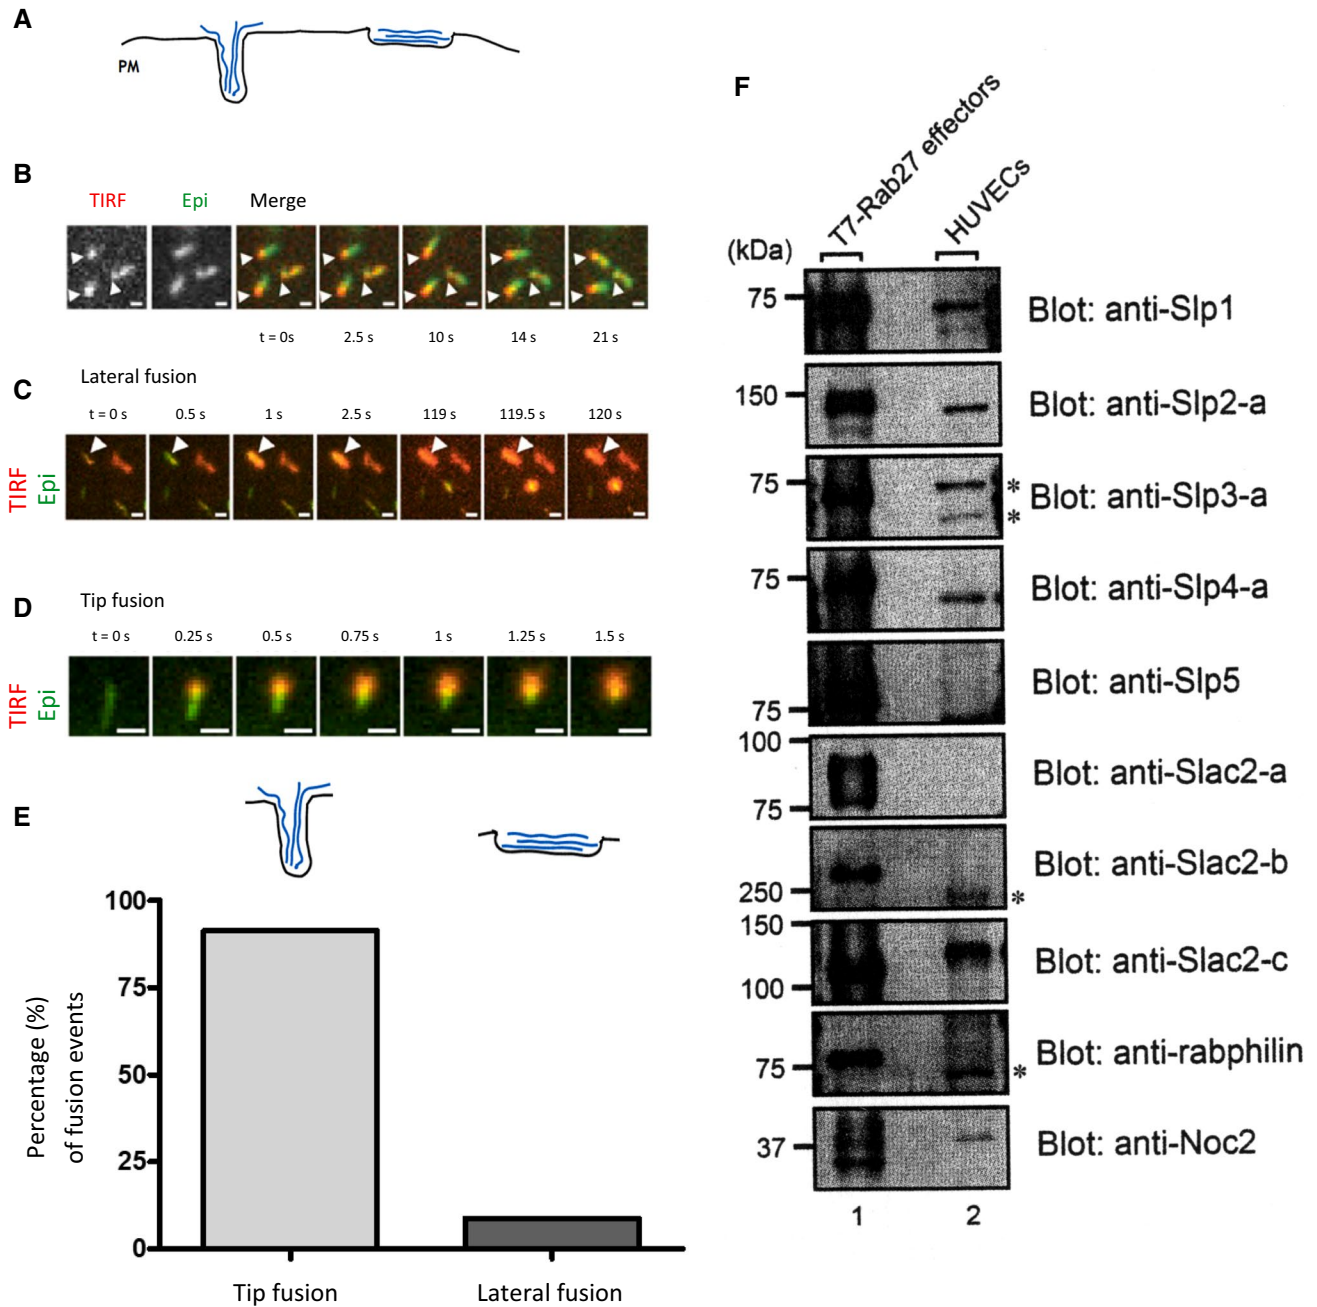 A
PM
B
TIRF Epi Merge
t = 0s 2.5 s 10 s 14 s 21 s
C
Lateral fusion
t = 0 s 0.5 s 1 s 2.5 s 119 s 119.5 s 120 s
TIRF
Epi
D
Tip fusion
t = 0 s 0.25 s 0.5 s 0.75 s 1 s 1.25 s 1.5 s
TIRF
Epi
E
Percentage (%)
of fusion events
100
75
50
25
0
Tip fusion Lateral fusion
F
T7-Rab27 effectors
HUVECs
(kDa)
75 Blot: anti-Slp1
150 Blot: anti-Slp2-a
75 * Blot: anti-Slp3-a
*
75 Blot: anti-Slp4-a
Blot: anti-Slp5
75
100
Blot: anti-Slac2-a
75
Blot: anti-Slac2-b
250 *
150
Blot: anti-Slac2-c
100
Blot: anti-rabphilin
75 *
37 Blot: anti-Noc2
1 2